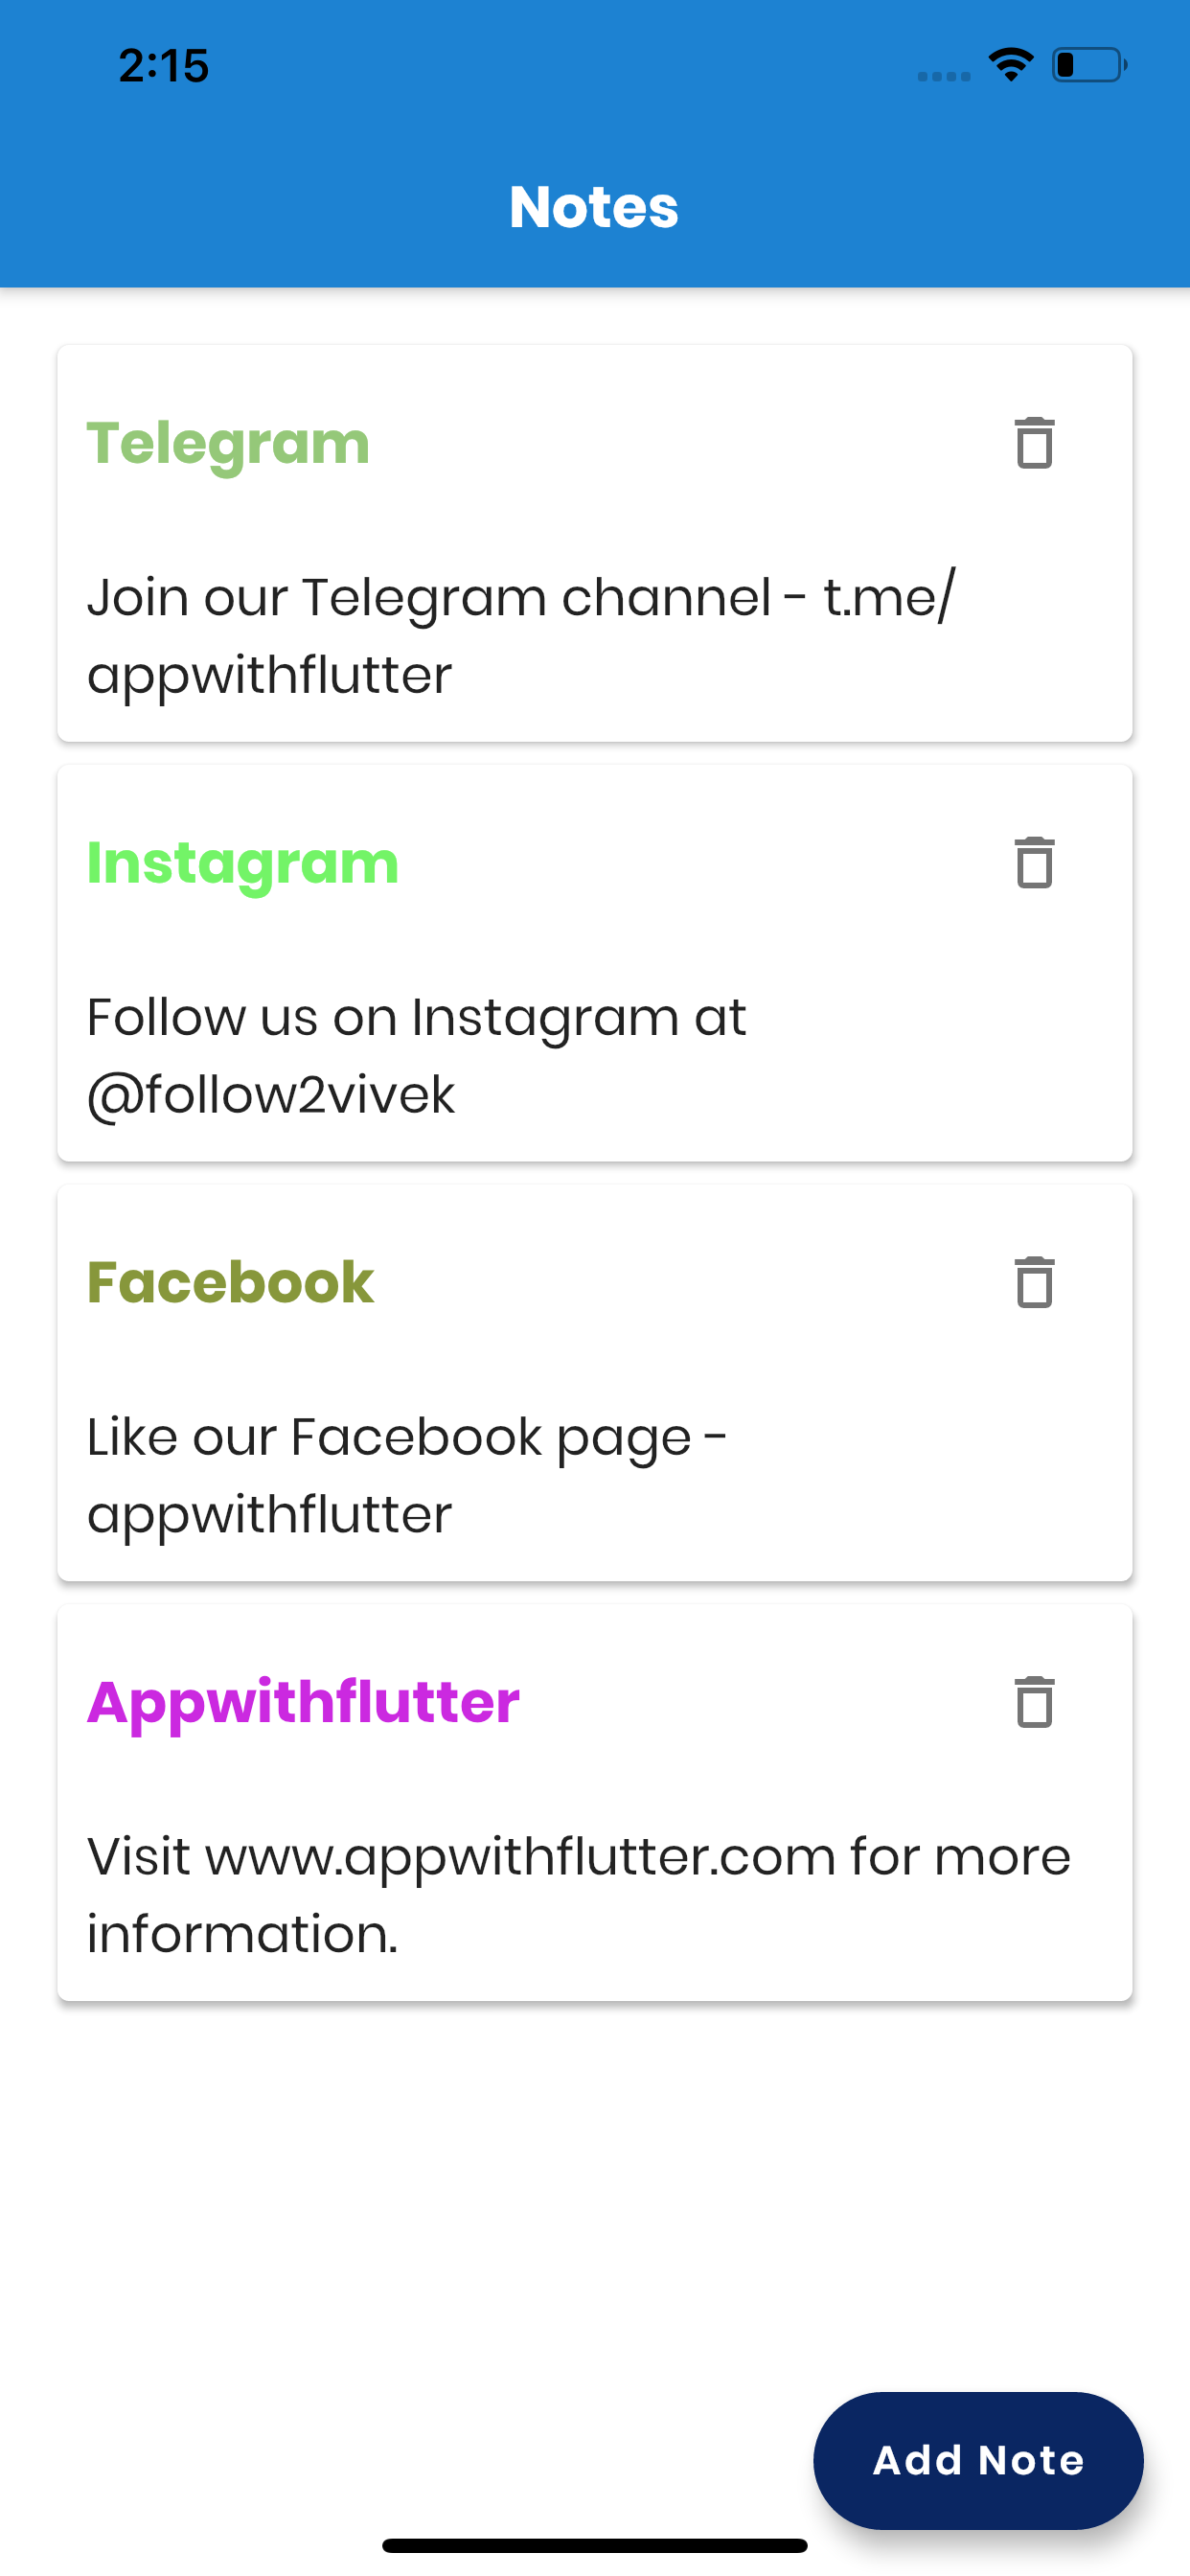 2:15
Notes
Telegram
Join our Telegram channel - t.me/
appwithflutter
Instagram
Follow us on Instagram at
@follow2vivek
Facebook
Like our Facebook page -
appwithflutter
Appwithflutter
Visit www.appwithflutter.com for more
information.
Add Note